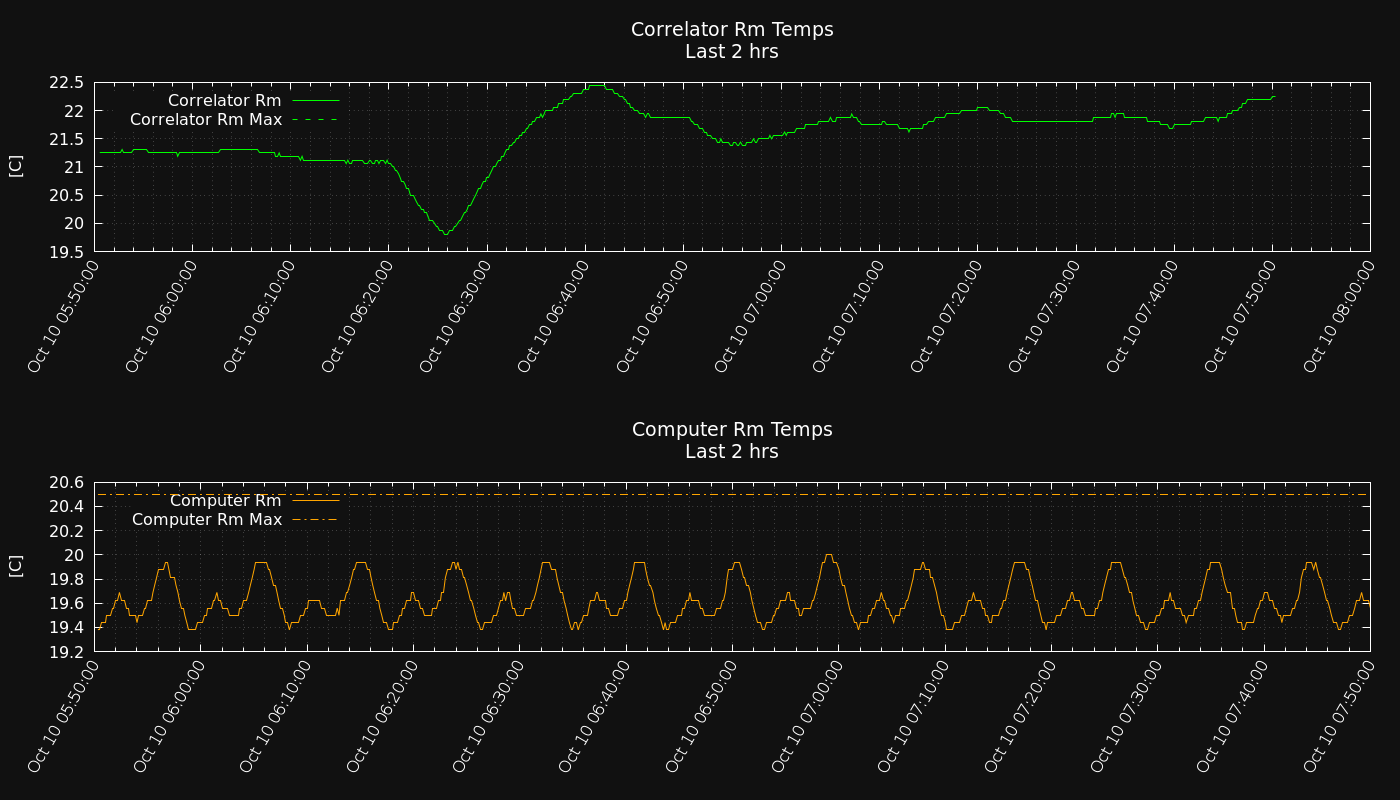 Correlator Rm Temps
Last 2 hrs
22.5
22
21.5
21
20.5
20
19.5
[C]
Correlator Rm
Correlator Rm Max
Oct 10 05:50:00
Oct 10 06:00:00
Oct 10 06:10:00
Oct 10 06:20:00
Oct 10 06:30:00
Oct 10 06:40:00
Oct 10 06:50:00
Oct 10 07:00:00
Oct 10 07:10:00
Oct 10 07:20:00
Oct 10 07:30:00
Oct 10 07:40:00
Oct 10 07:50:00
Oct 10 08:00:00
Computer Rm Temps
Last 2 hrs
20.6
20.4
20.2
20
19.8
19.6
19.4
19.2
[C]
Computer Rm
Computer Rm Max
Oct 10 05:50:00
Oct 10 06:00:00
Oct 10 06:10:00
Oct 10 06:20:00
Oct 10 06:30:00
Oct 10 06:40:00
Oct 10 06:50:00
Oct 10 07:00:00
Oct 10 07:10:00
Oct 10 07:20:00
Oct 10 07:30:00
Oct 10 07:40:00
Oct 10 07:50:00